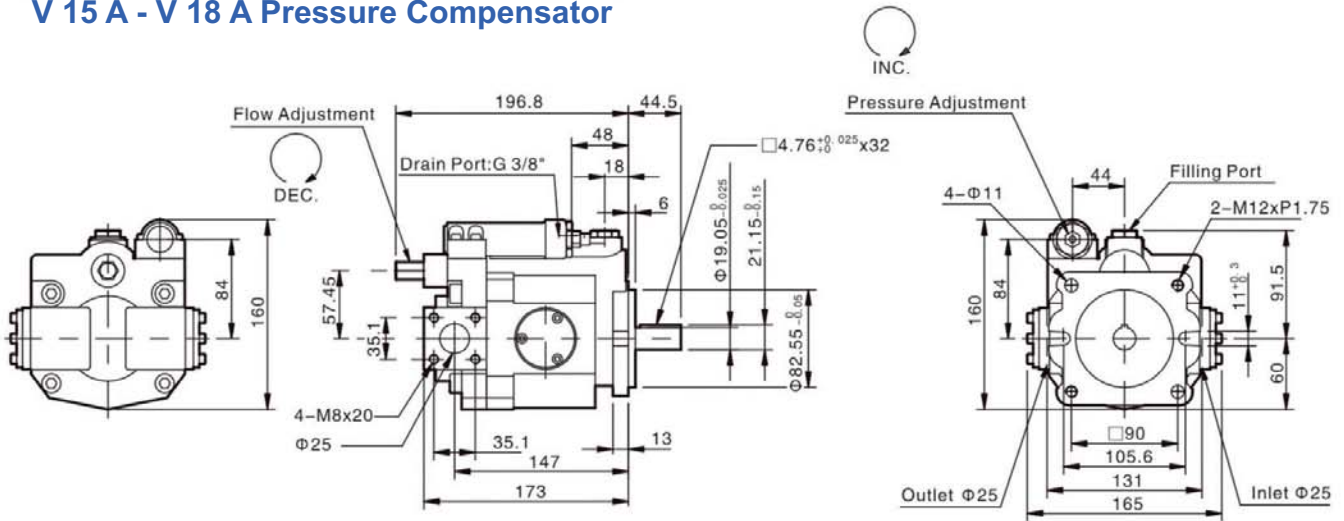 V 15 A - V 18 A Pressure Compensator
INC.
Flow Adjustment
DEC.
196.8
44.5
Pressure Adjustment
48
Drain Port:G 3/8"
18
6
□4.76+0.025+0x32
Φ19.05 0-0.025
21.15 0-0.15
Φ82.55 0-0.05
84
160
57.45
35.1
4-M8x20
Φ25
35.1
13
147
173
44
Filling Port
4-Φ11
2-M12xP1.75
160
84
11+0.3+0
91.5
60
□90
105.6
131
165
Outlet Φ25
Inlet Φ25